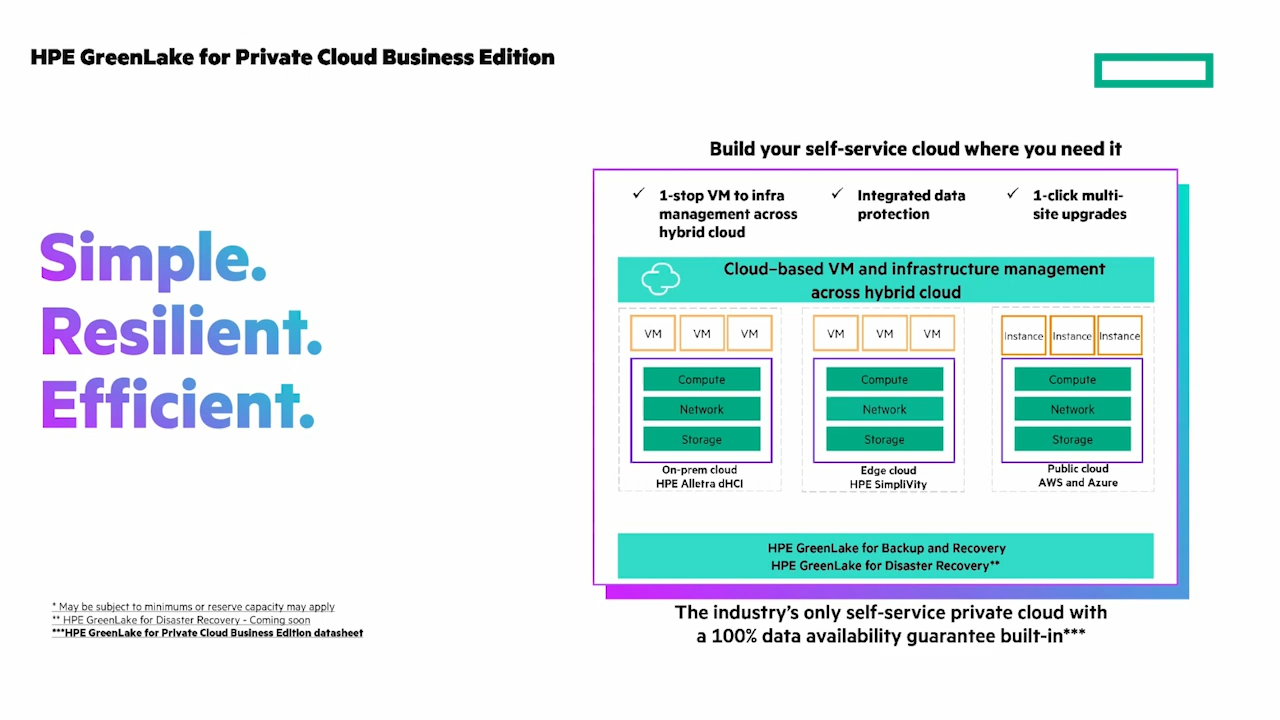 HPE GreenLake for Private Cloud Business Edition
Simple.
Resilient.
Efficient.
* May be subject to minimums or reserve capacity may apply
** HPE GreenLake for Disaster Recovery - Coming soon
***HPE GreenLake for Private Cloud Business Edition datasheet
Build your self-service cloud where you need it
✓ 1-stop VM to infra
management across
hybrid cloud
✓ Integrated data
protection
✓ 1-click multi-
site upgrades
Cloud-based VM and infrastructure management
across hybrid cloud
VM VM VM
Compute
Network
Storage
On-prem cloud
HPE Alletra dHCI
VM VM VM
Compute
Network
Storage
Edge cloud
HPE SimpliVity
Instance Instance Instance
Compute
Network
Storage
Public cloud
AWS and Azure
HPE GreenLake for Backup and Recovery
HPE GreenLake for Disaster Recovery**
The industry's only self-service private cloud with
a 100% data availability guarantee built-in***